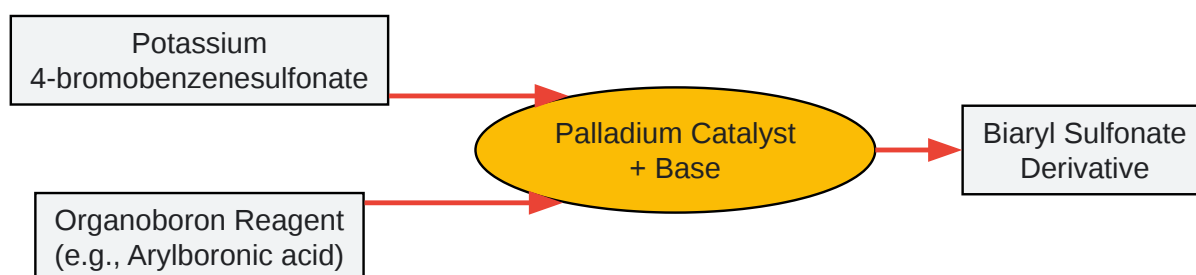 Potassium
4-bromobenzenesulfonate
Organoboron Reagent
(e.g., Arylboronic acid)
Palladium Catalyst
+ Base
Biaryl Sulfonate
Derivative